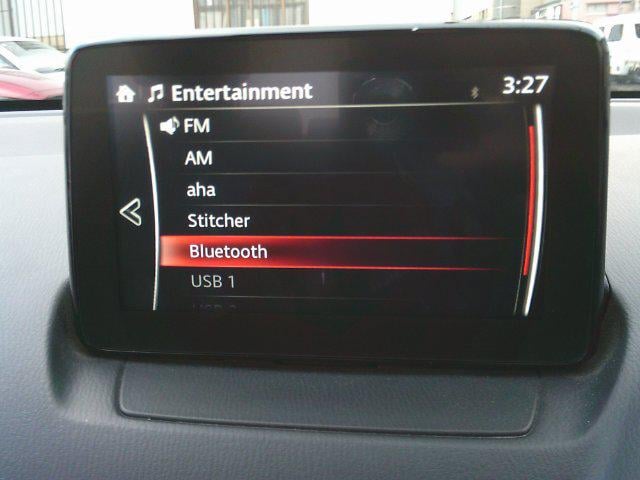 Entertainment 3:27
FM
AM
aha
Stitcher
Bluetooth
USB 1